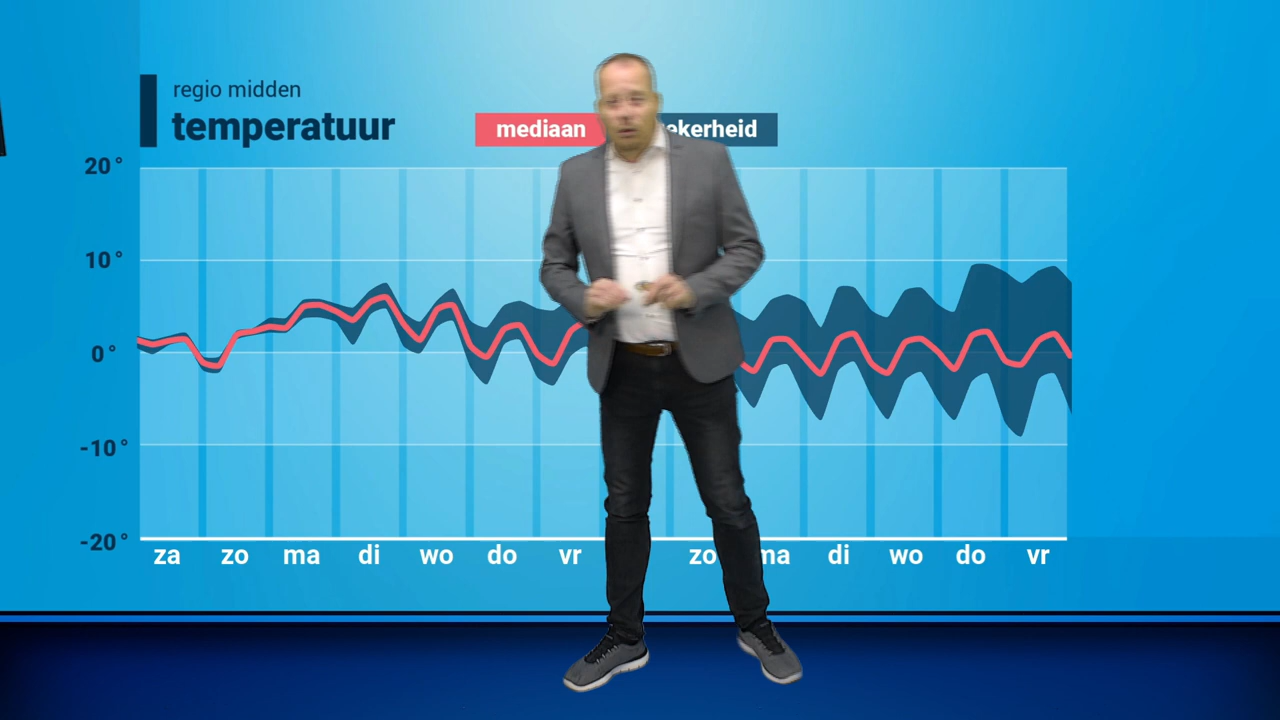 regio midden
temperatuur
mediaan ekerheid
20°
10°
0°
-10°
-20°
za zo ma di wo do vr zo ma di wo do vr